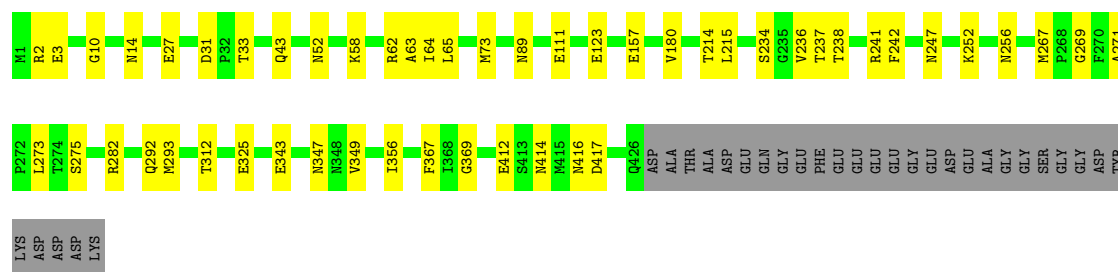 M1 R2 E3 G10 N14 E27 D31 P32 T33 Q43 N52 K58 R62 A63 I64 L65 M73 N89 E111 E123 E157 V180 T214 L215 S234 G235 V236 T237 T238 R241 F242 N247 K252 N256 M267 P268 G269 F270 A271
P272 L273 T274 S275 R282 Q292 M293 T312 E325 E343 N347 N348 V349 I356 F367 I368 G369 E412 S413 N414 M415 N416 D417 Q426 ASP ALA THR ALA ASP GLU GLN GLY GLU PHE GLU GLU GLU GLU GLY GLU ASP GLU ALA GLY GLY SER GLY GLY ASP TYR
LYS ASP ASP ASP LYS